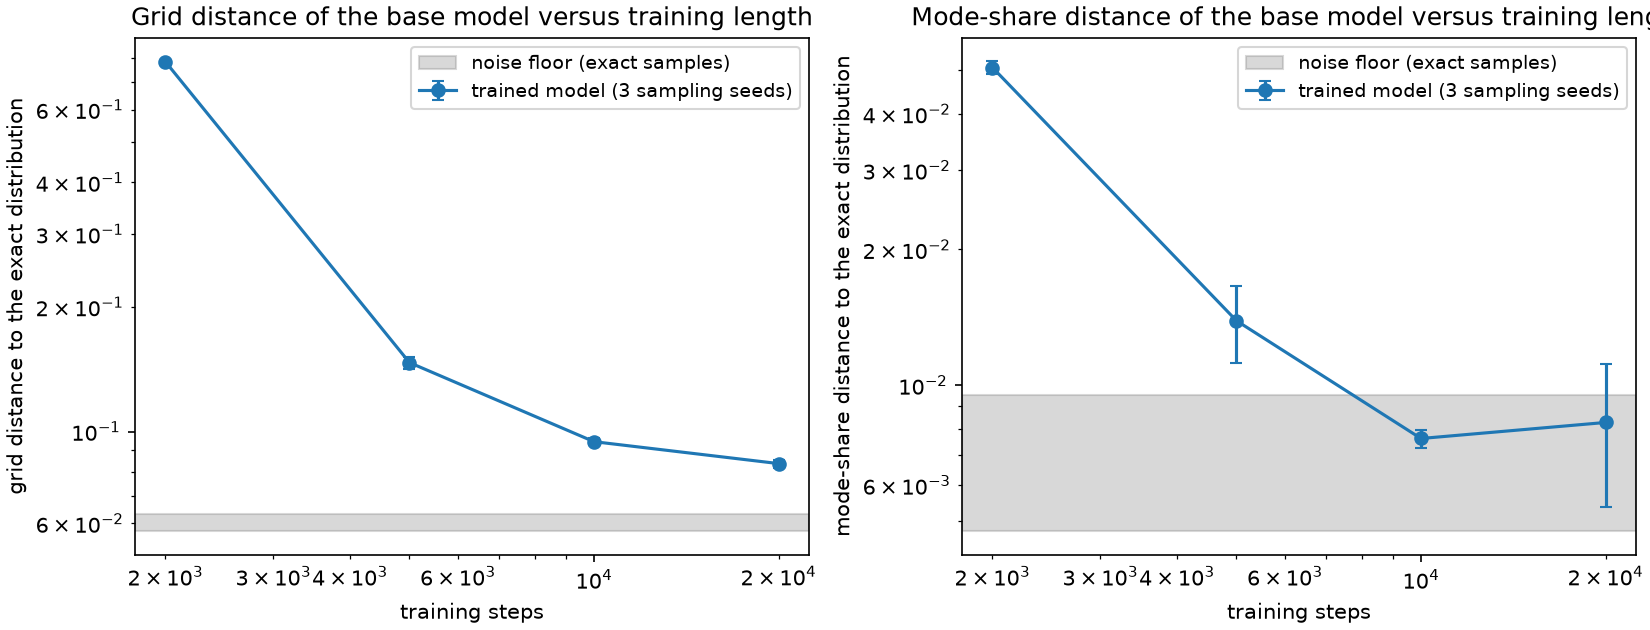 Grid distance of the base model versus training length
grid distance to the exact distribution
6 × 10⁻¹
4 × 10⁻¹
3 × 10⁻¹
2 × 10⁻¹
10⁻¹
6 × 10⁻²
noise floor (exact samples)
trained model (3 sampling seeds)
2 × 10³ 3 × 10³ 4 × 10³ 6 × 10³ 10⁴ 2 × 10⁴
training steps
Mode-share distance of the base model versus training leng
mode-share distance to the exact distribution
4 × 10⁻²
3 × 10⁻²
2 × 10⁻²
10⁻²
6 × 10⁻³
noise floor (exact samples)
trained model (3 sampling seeds)
2 × 10³ 3 × 10³ 4 × 10³ 6 × 10³ 10⁴ 2 × 10⁴
training steps